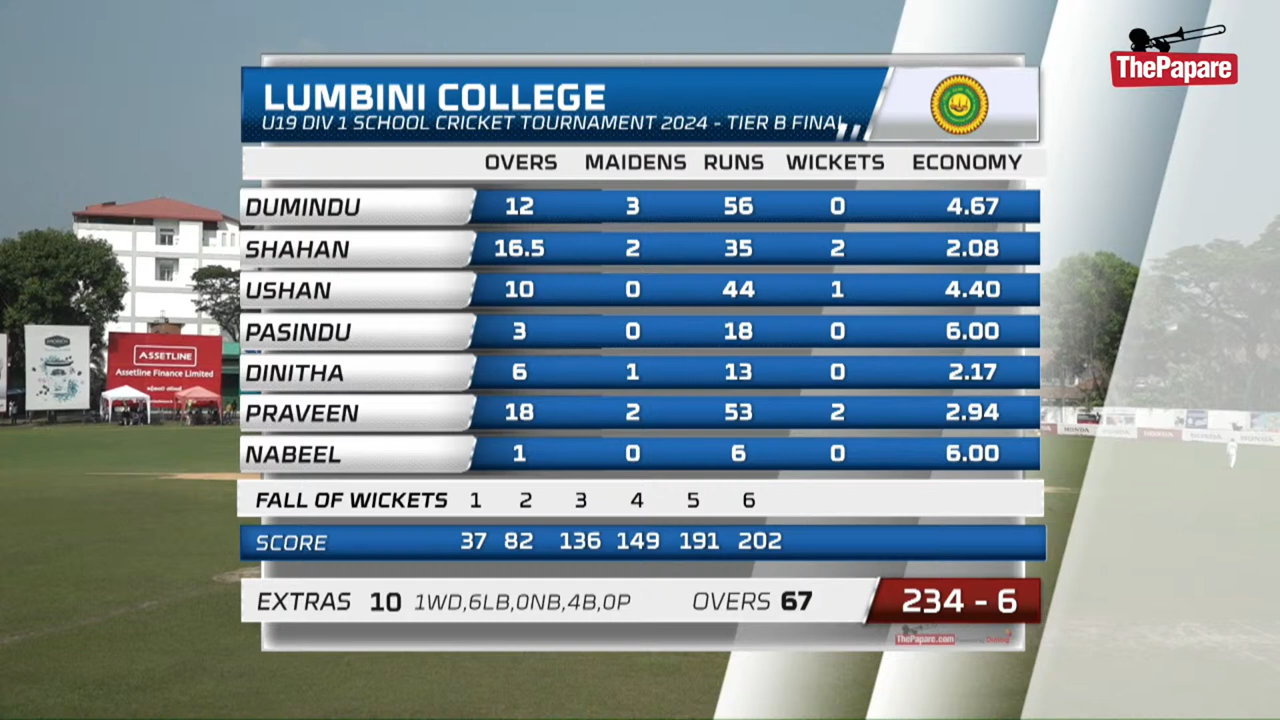 ThePapare
LUMBINI COLLEGE
U19 DIV 1 SCHOOL CRICKET TOURNAMENT 2024 - TIER B FINAL
OVERS MAIDENS RUNS WICKETS ECONOMY
DUMINDU 12 3 56 0 4.67
SHAHAN 16.5 2 35 2 2.08
USHAN 10 0 44 1 4.40
PASINDU 3 0 18 0 6.00
DINITHA 6 1 13 0 2.17
PRAVEEN 18 2 53 2 2.94
NABEEL 1 0 6 0 6.00
FALL OF WICKETS 1 2 3 4 5 6
SCORE 37 82 136 149 191 202
EXTRAS 10 1WD,6LB,0NB,4B,0P OVERS 67 234 - 6
ThePapare.com
ASSETLINE
Assetline Finance Limited
HONDA
HONDA